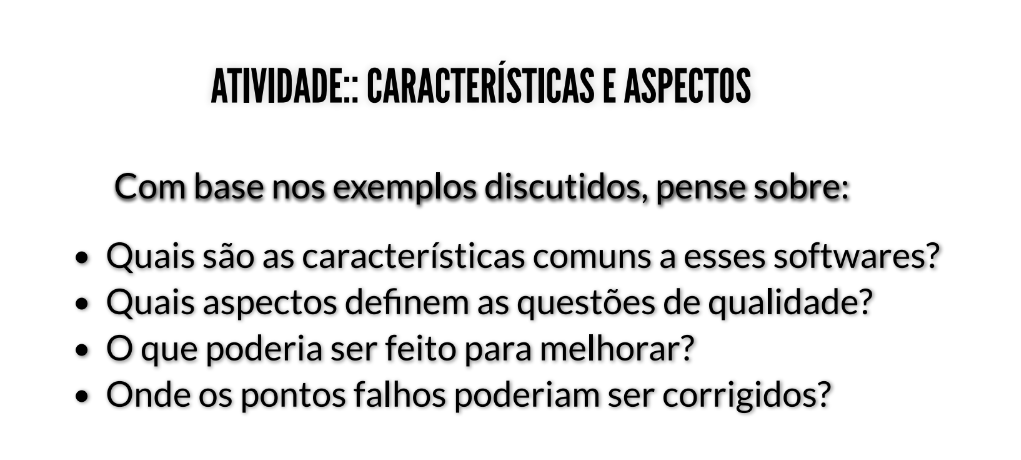 ATIVIDADE:: CARACTERÍSTICAS E ASPECTOS
Com base nos exemplos discutidos, pense sobre:
• Quais são as características comuns a esses softwares?
• Quais aspectos definem as questões de qualidade?
• O que poderia ser feito para melhorar?
• Onde os pontos falhos poderiam ser corrigidos?